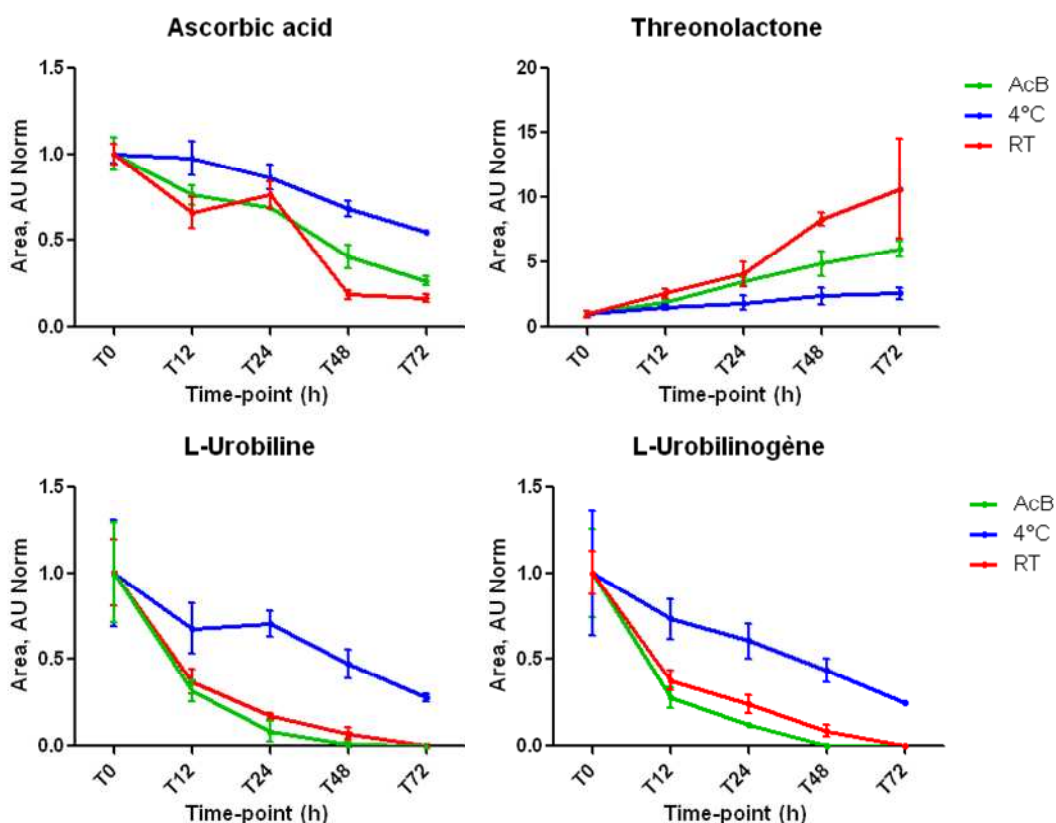 Ascorbic acid
Area, AU Norm
1.5
1.0
0.5
0.0
T0 T12 T24 T48 T72
Time-point (h)
Threonolactone
Area, AU Norm
20
15
10
5
0
T0 T12 T24 T48 T72
Time-point (h)
AcB
4°C
RT
L-Urobiline
Area, AU Norm
1.5
1.0
0.5
0.0
T0 T12 T24 T48 T72
Time-point (h)
L-Urobilinogène
Area, AU Norm
1.5
1.0
0.5
0.0
T0 T12 T24 T48 T72
Time-point (h)
AcB
4°C
RT